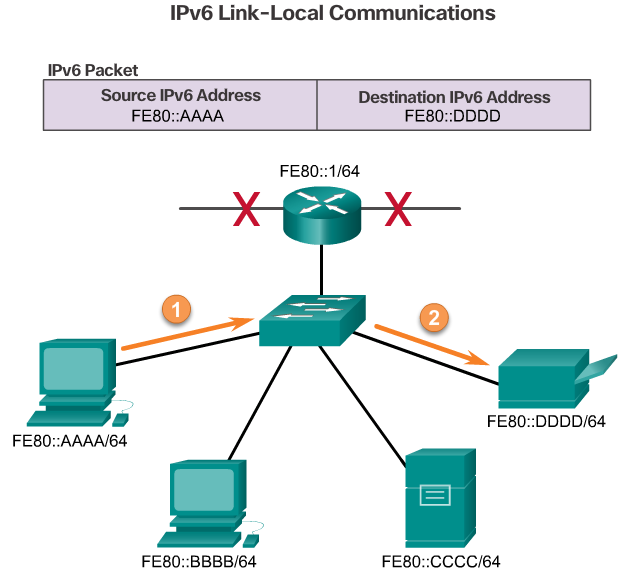 IPv6 Link-Local Communications
IPv6 Packet
Source IPv6 Address
FE80::AAAA
Destination IPv6 Address
FE80::DDDD
FE80::1/64
X
X
1
2
FE80::AAAA/64
FE80::DDDD/64
FE80::BBBB/64
FE80::CCCC/64